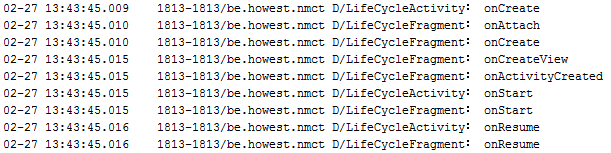 02-27 13:43:45.009 1813-1813/be.howest.nmct D/LifeCycleActivity: onCreate
02-27 13:43:45.010 1813-1813/be.howest.nmct D/LifeCycleFragment: onAttach
02-27 13:43:45.010 1813-1813/be.howest.nmct D/LifeCycleFragment: onCreate
02-27 13:43:45.015 1813-1813/be.howest.nmct D/LifeCycleFragment: onCreateView
02-27 13:43:45.015 1813-1813/be.howest.nmct D/LifeCycleFragment: onActivityCreated
02-27 13:43:45.015 1813-1813/be.howest.nmct D/LifeCycleActivity: onStart
02-27 13:43:45.015 1813-1813/be.howest.nmct D/LifeCycleFragment: onStart
02-27 13:43:45.016 1813-1813/be.howest.nmct D/LifeCycleActivity: onResume
02-27 13:43:45.016 1813-1813/be.howest.nmct D/LifeCycleFragment: onResume